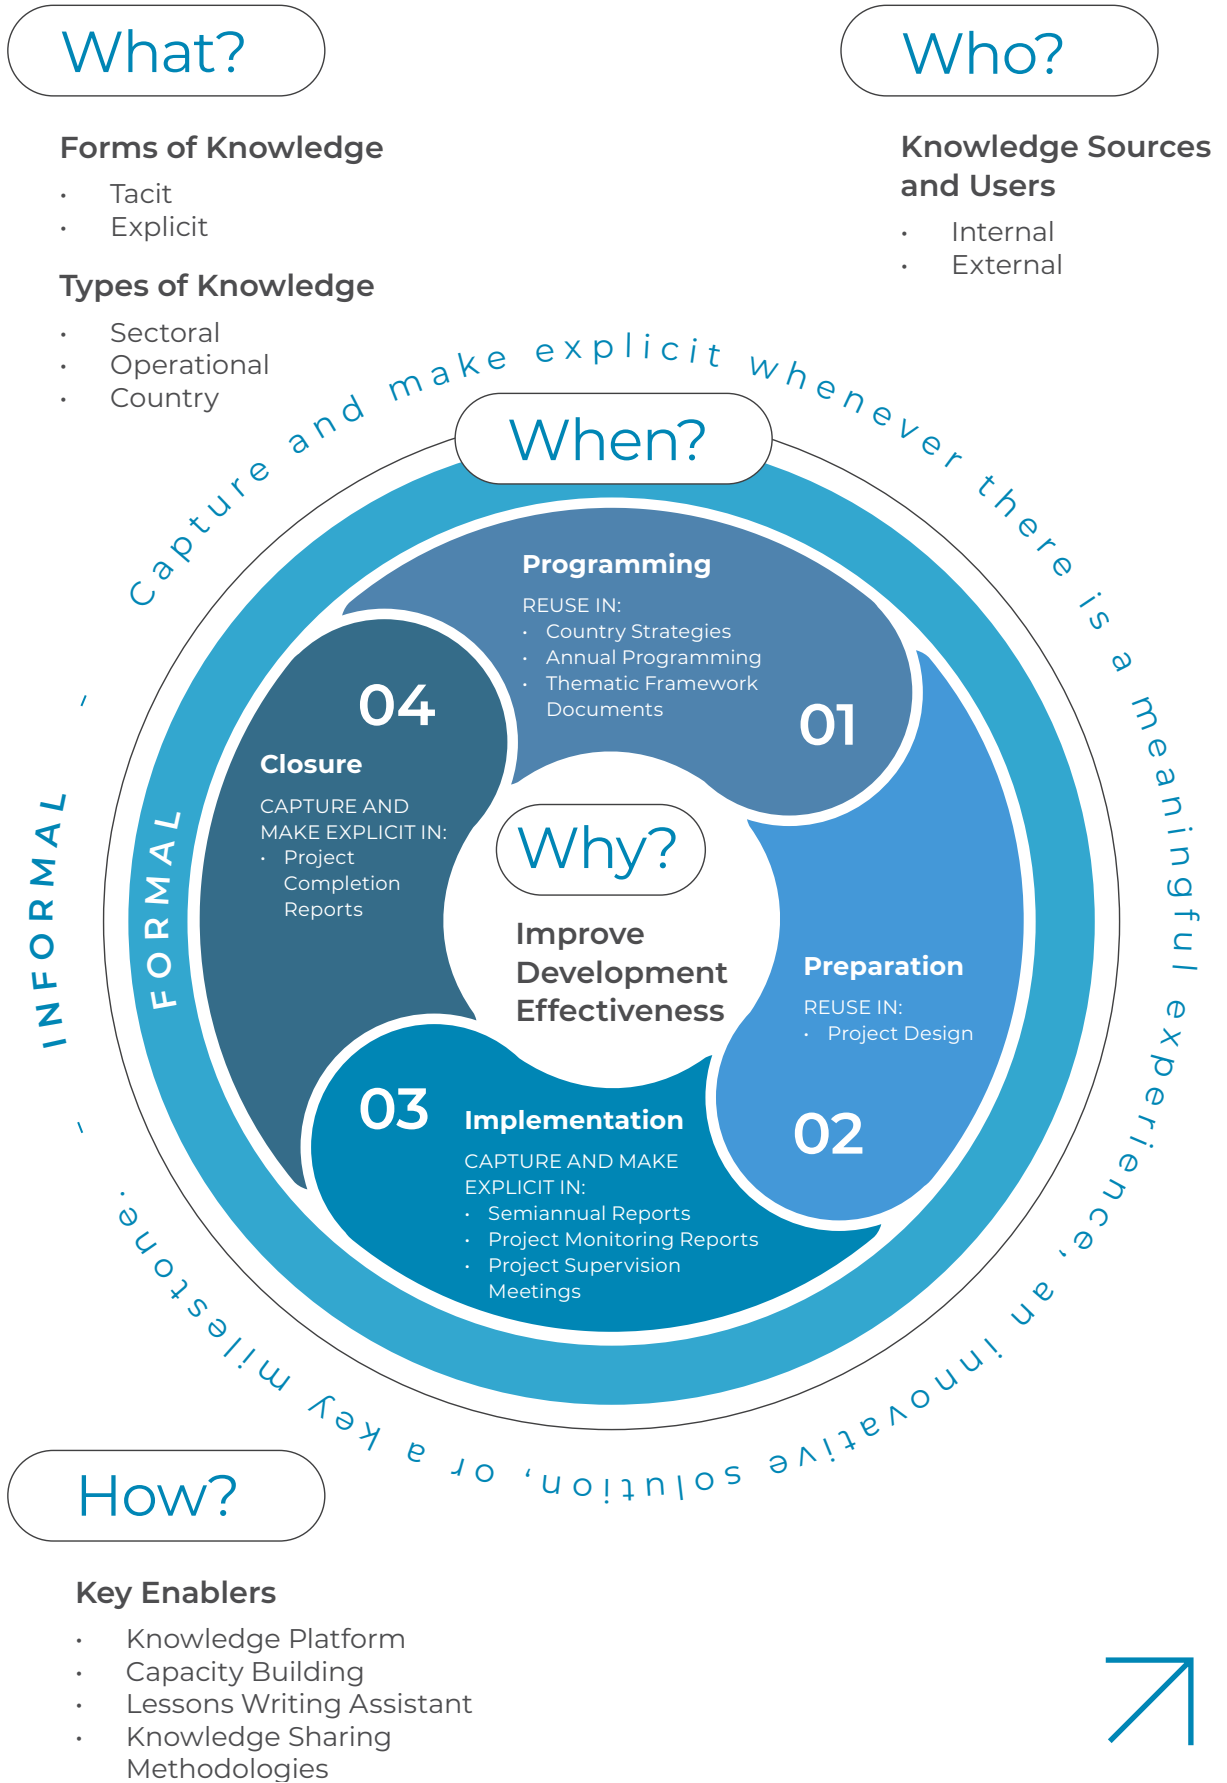 What?
Forms of Knowledge
• Tacit
• Explicit
Types of Knowledge
• Sectoral
• Operational
• Country
Who?
Knowledge Sources
and Users
• Internal
• External
INFORMAL
- Capture and make explicit whenever there is a meaningful experience, an innovative solution, or a key milestone. -
FORMAL
When?
Programming
REUSE IN:
• Country Strategies
• Annual Programming
• Thematic Framework
Documents
01
Preparation
REUSE IN:
• Project Design
02
03
Implementation
CAPTURE AND MAKE
EXPLICIT IN:
• Semiannual Reports
• Project Monitoring Reports
• Project Supervision
Meetings
04
Closure
CAPTURE AND
MAKE EXPLICIT IN:
• Project
Completion
Reports
Why?
Improve
Development
Effectiveness
How?
Key Enablers
• Knowledge Platform
• Capacity Building
• Lessons Writing Assistant
• Knowledge Sharing
Methodologies